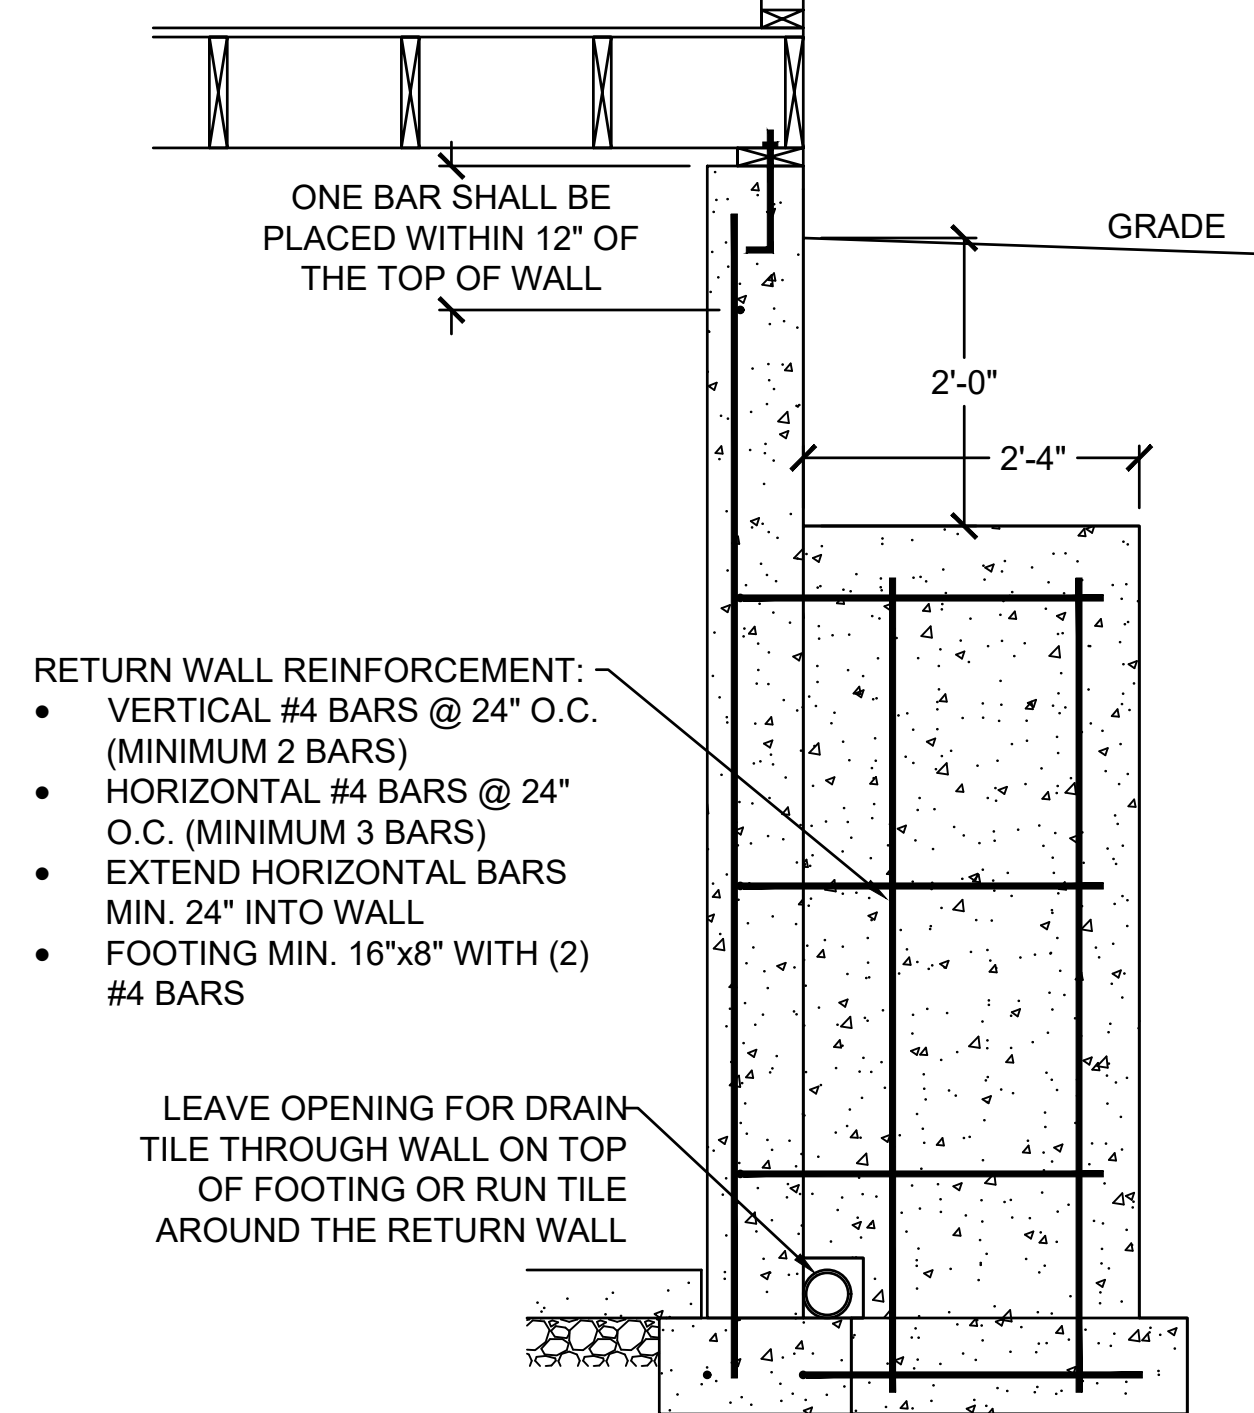 ONE BAR SHALL BE
PLACED WITHIN 12" OF
THE TOP OF WALL
GRADE
2'-0"
2'-4"
RETURN WALL REINFORCEMENT:
• VERTICAL #4 BARS @ 24" O.C.
(MINIMUM 2 BARS)
• HORIZONTAL #4 BARS @ 24"
O.C. (MINIMUM 3 BARS)
• EXTEND HORIZONTAL BARS
MIN. 24" INTO WALL
• FOOTING MIN. 16"x8" WITH (2)
#4 BARS
LEAVE OPENING FOR DRAIN
TILE THROUGH WALL ON TOP
OF FOOTING OR RUN TILE
AROUND THE RETURN WALL